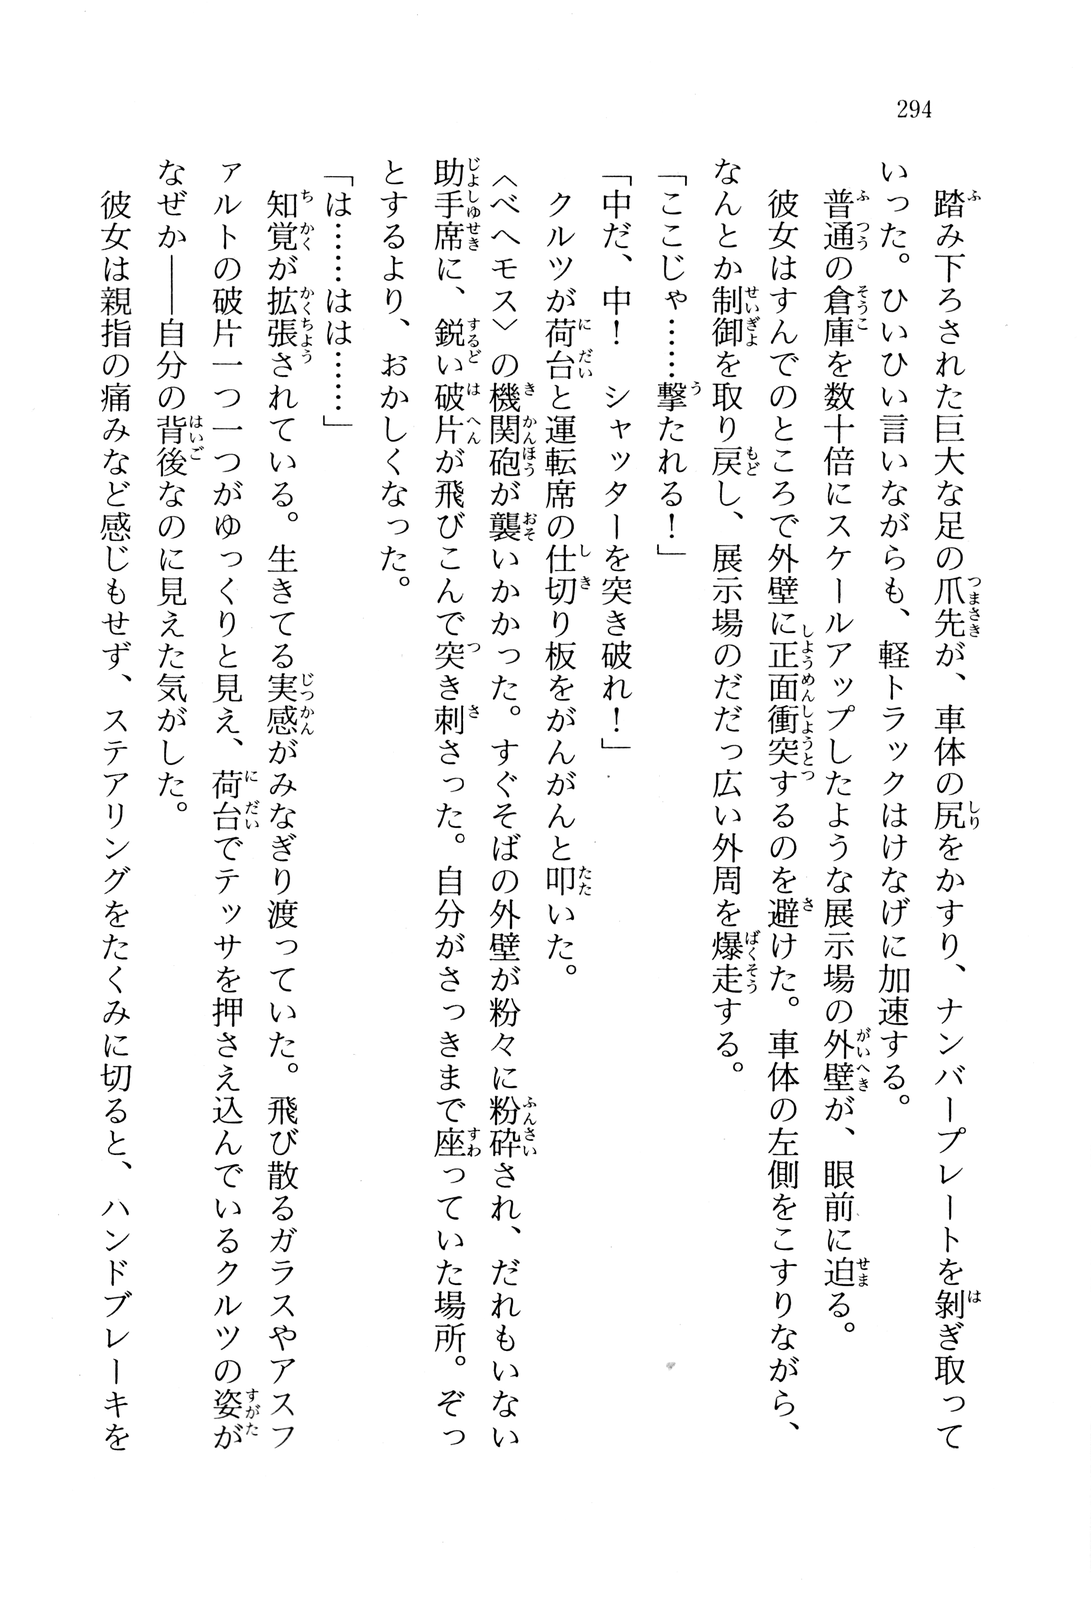 294
踏み下ろされた巨大な足の爪先が、車体の尻をかすり、ナンバープレートを剝ぎ取って
いった。ひいひい言いながらも、軽トラックはけなげに加速する。
普通の倉庫を数十倍にスケールアップしたような展示場の外壁が、眼前に迫る。
彼女はすんでのところで外壁に正面衝突するのを避けた。車体の左側をこすりながら、
なんとか制御を取り戻し、展示場のだだっ広い外周を爆走する。
「ここじゃ……撃たれる！」
「中だ、中！　シャッターを突き破れ！」
クルツが荷台と運転席の仕切り板をがんがんと叩いた。
〈ベヘモス〉の機関砲が襲いかかった。すぐそばの外壁が粉々に粉砕され、だれもいない
助手席に、鋭い破片が飛びこんで突き刺さった。自分がさっきまで座っていた場所。ぞっ
とするより、おかしくなった。
「は……はは……」
知覚が拡張されている。生きてる実感がみなぎり渡っていた。飛び散るガラスやアスフ
ァルトの破片一つ一つがゆっくりと見え、荷台でテッサを押さえ込んでいるクルツの姿が
なぜか――自分の背後なのに見えた気がした。
彼女は親指の痛みなど感じもせず、ステアリングをたくみに切ると、ハンドブレーキを